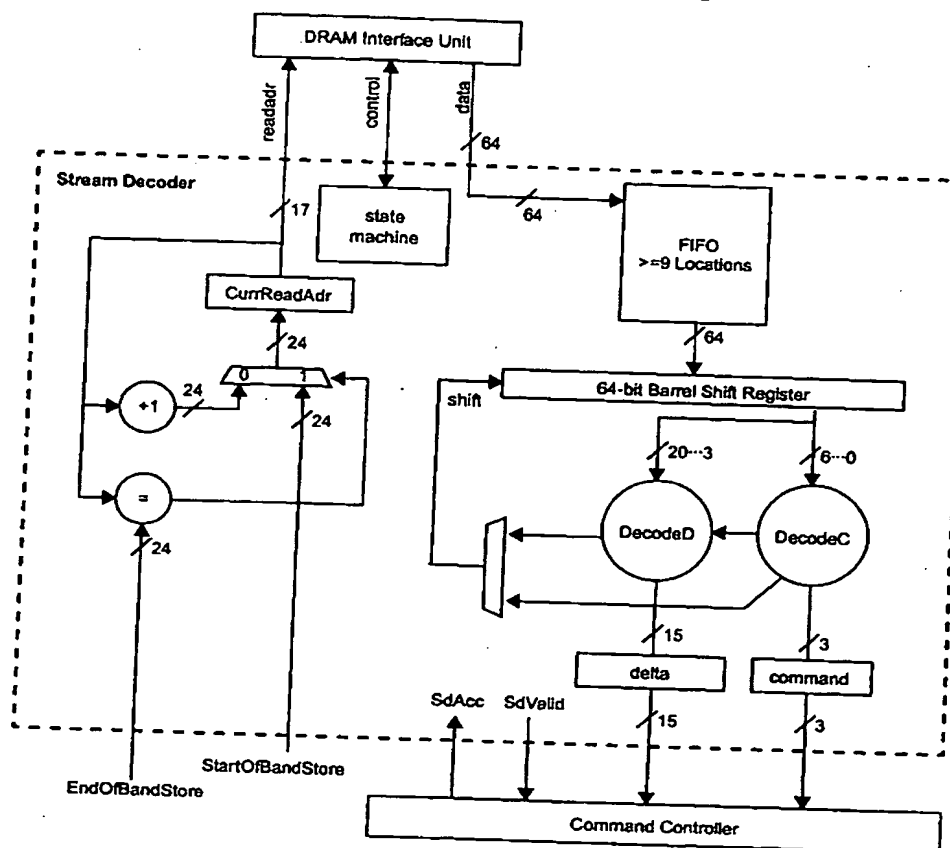 DRAM Interface Unit
readadr
control
data
64
Stream Decoder
17
state
machine
64
FIFO
>=9 Locations
CurrReadAdr
24
64
0 1
24
+1
24
shift
64-bit Barrel Shift Register
20...3
6...0
=
24
DecodeD
DecodeC
15
3
delta
command
SdAcc
SdValid
15
3
StartOfBandStore
EndOfBandStore
Command Controller